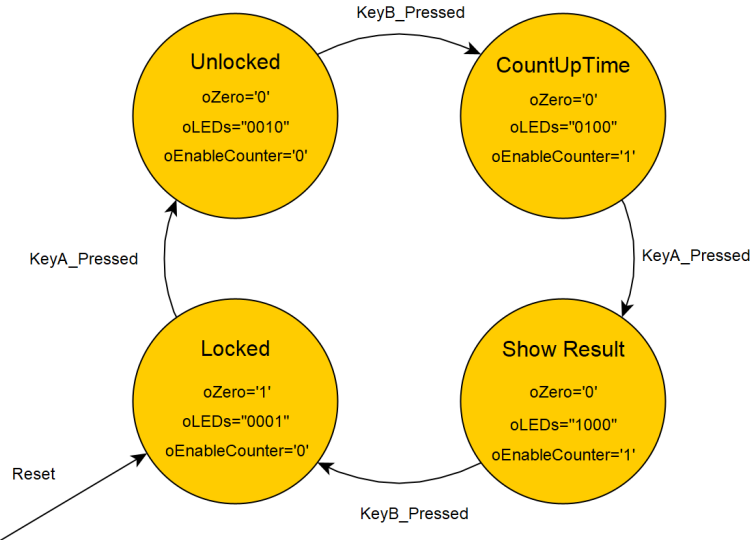 KeyB_Pressed
Unlocked
oZero='0'
oLEDs="0010"
oEnableCounter='0'
CountUpTime
oZero='0'
oLEDs="0100"
oEnableCounter='1'
KeyA_Pressed
KeyA_Pressed
Locked
oZero='1'
oLEDs="0001"
oEnableCounter='0'
Show Result
oZero='0'
oLEDs="1000"
oEnableCounter='1'
Reset
KeyB_Pressed